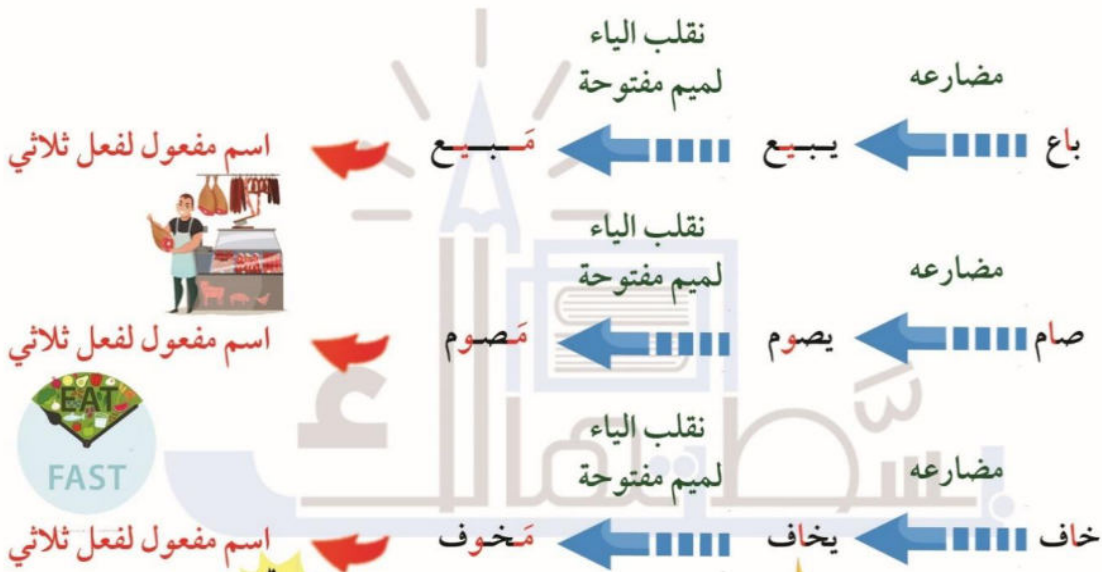 نقلب الياء
مضارعه لميم مفتوحة
باع يبيع مَبيع اسم مفعول لفعل ثلاثي
نقلب الياء
مضارعه لميم مفتوحة
صام يصوم مَصوم اسم مفعول لفعل ثلاثي
EAT
FAST
نقلب الياء
مضارعه لميم مفتوحة
خاف يخاف مَخوف اسم مفعول لفعل ثلاثي
بسَّطتهالك